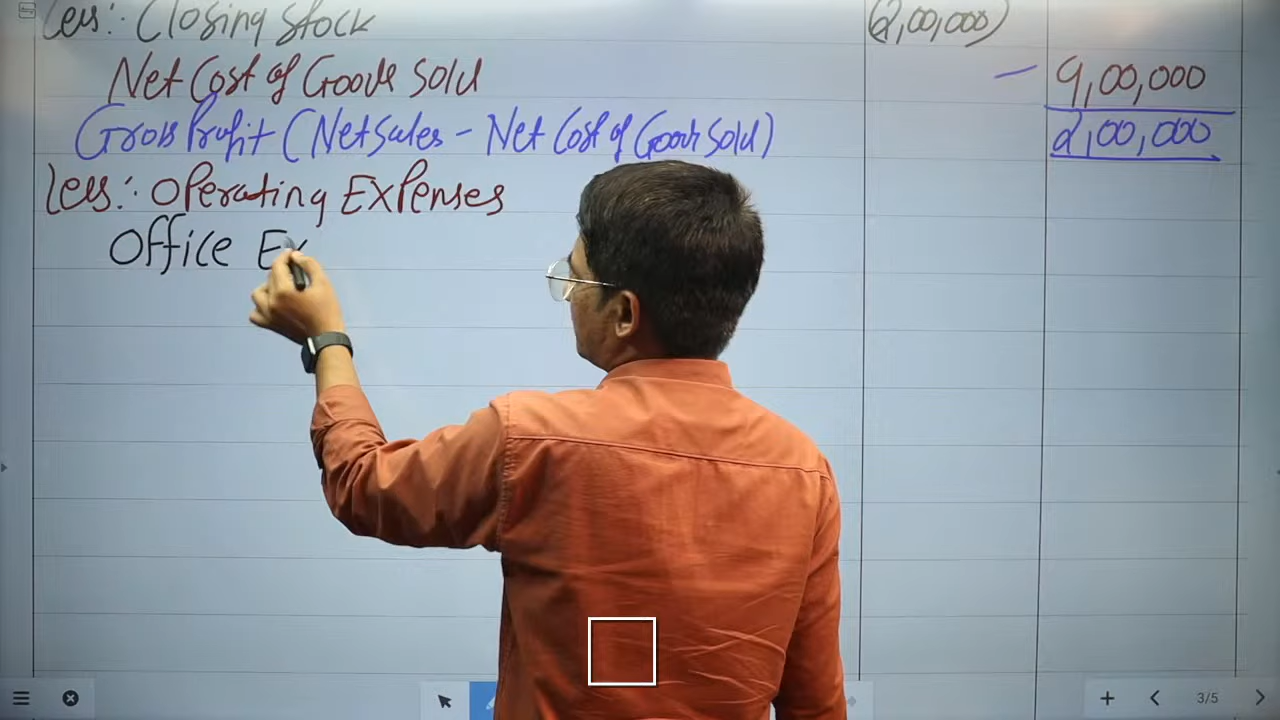 Less: Closing Stock (2,00,000)
Net Cost of Goods Sold - 9,00,000
Gross Profit (Net Sales - Net Cost of Goods Sold) 2,00,000
Less: Operating Expenses
Office Ex
3/5